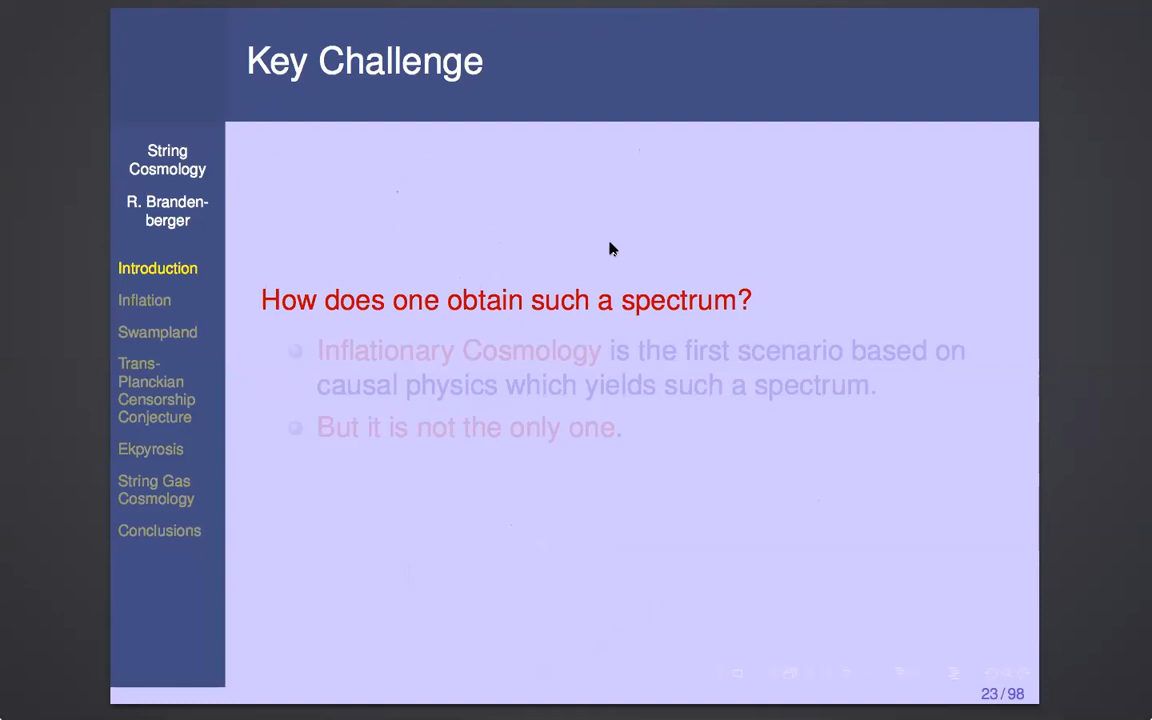 Key Challenge
String
Cosmology
R. Branden-
berger
Introduction
Inflation
Swampland
Trans-
Planckian
Censorship
Conjecture
Ekpyrosis
String Gas
Cosmology
Conclusions
How does one obtain such a spectrum?
Inflationary Cosmology is the first scenario based on
causal physics which yields such a spectrum.
But it is not the only one.
23 / 98